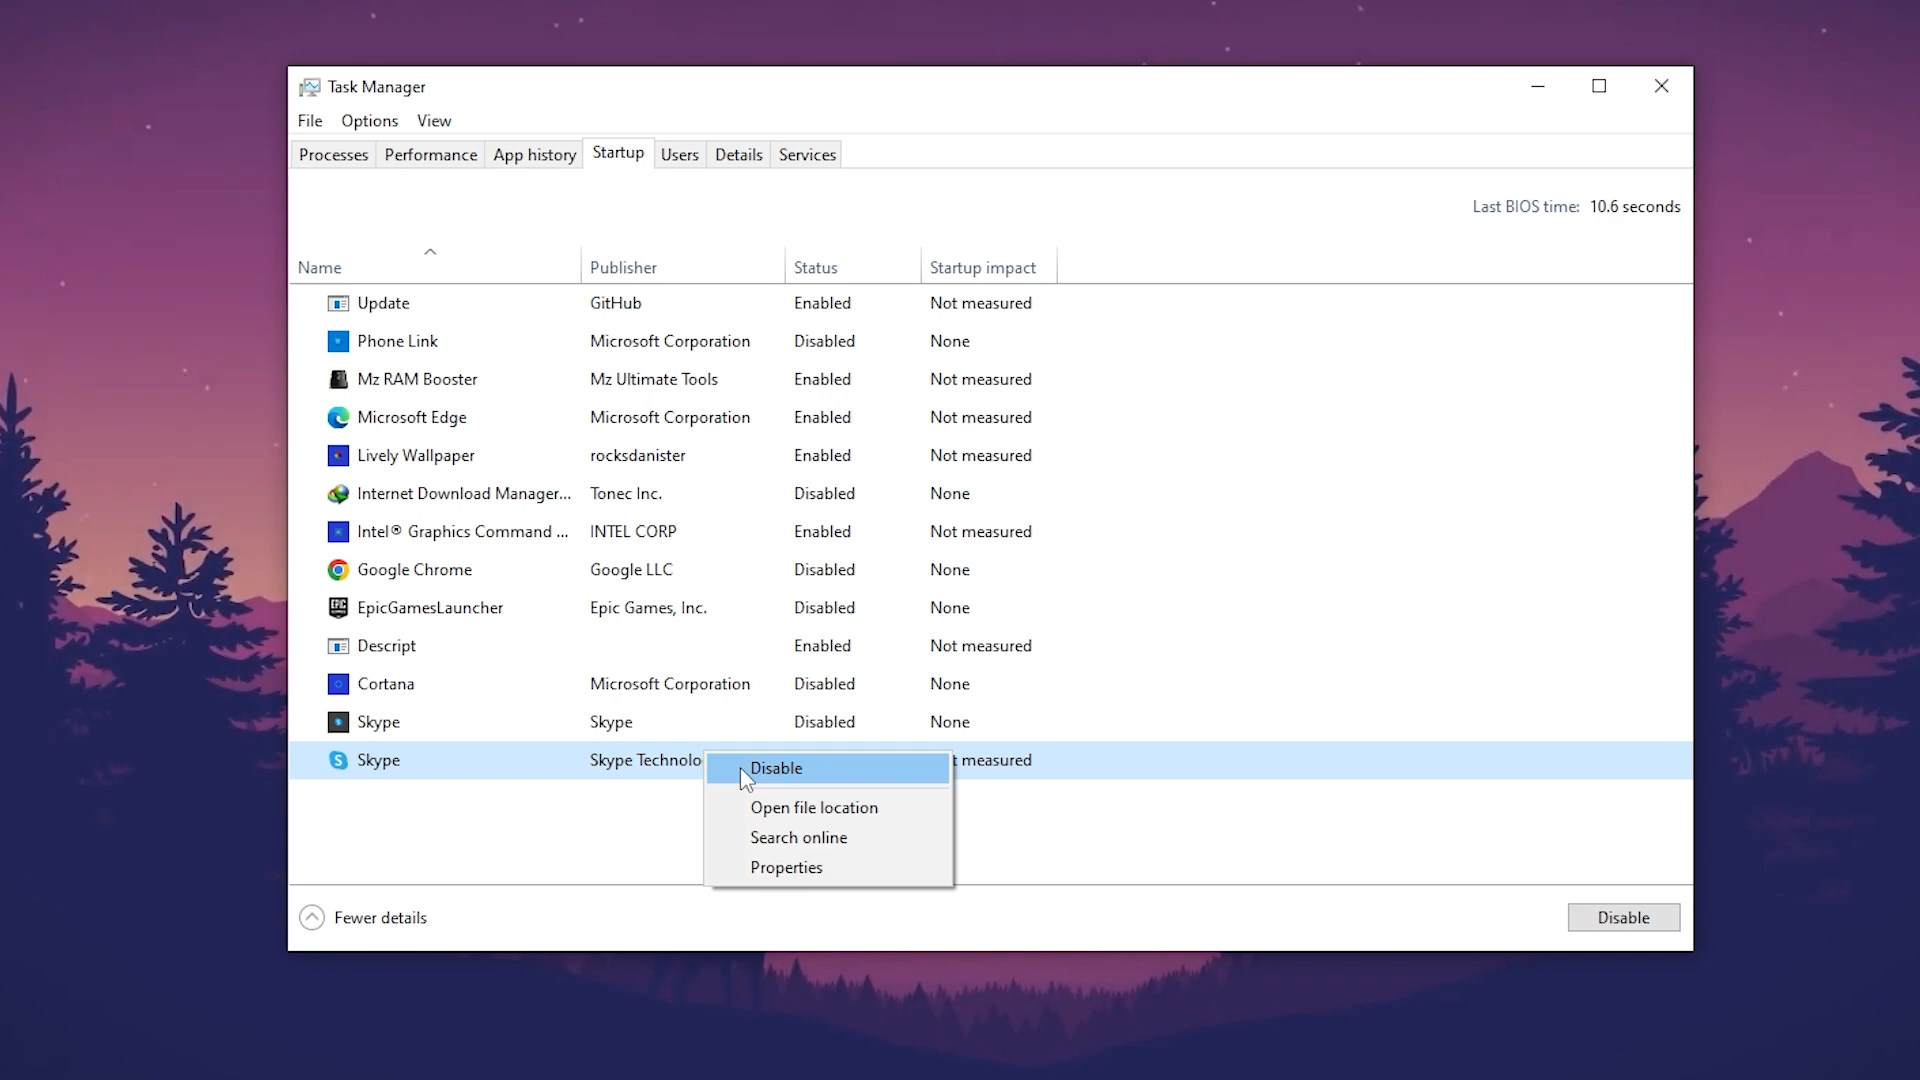 Task Manager
File Options View
Processes Performance App history Startup Users Details Services
Last BIOS time: 10.6 seconds
Name Publisher Status Startup impact
Update GitHub Enabled Not measured
Phone Link Microsoft Corporation Disabled None
Mz RAM Booster Mz Ultimate Tools Enabled Not measured
Microsoft Edge Microsoft Corporation Enabled Not measured
Lively Wallpaper rocksdanister Enabled Not measured
Internet Download Manager... Tonec Inc. Disabled None
Intel® Graphics Command ... INTEL CORP Enabled Not measured
Google Chrome Google LLC Disabled None
EpicGamesLauncher Epic Games, Inc. Disabled None
Descript Enabled Not measured
Cortana Microsoft Corporation Disabled None
Skype Skype Disabled None
Skype Skype Technolo t measured
Disable
Open file location
Search online
Properties
Fewer details Disable